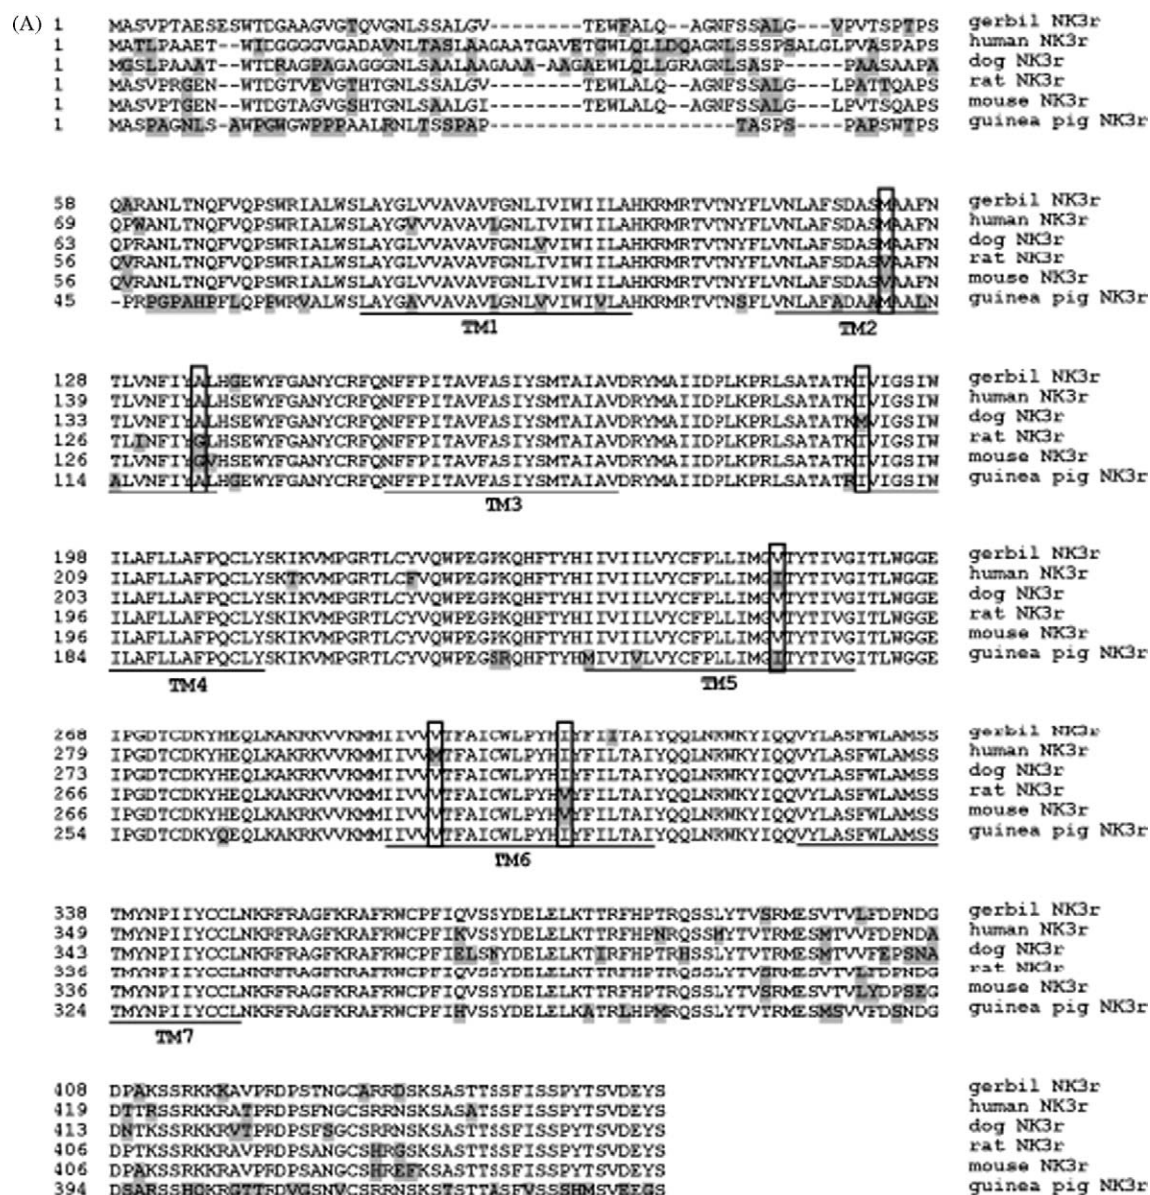 (A)
1 MASVPTAESESWTDGAAGVGTQVGNLSSALGV--------TEWFALQ--AGNFSSALG---VPVTSPTPS gerbil NK3r
1 MATLPAAET--WIDGGGGVGADAVNLTASLAAGAATGAVETGWLQLLDQAGNLSSSPSALGLPVASPAPS human NK3r
1 MGSLPAAAT--WTDRAGPAGAGGGNLSAALAAGAAA-AAGAEWLQLLGRAGNLSASP-----PAASAAPA dog NK3r
1 MASVPRGEN--WTDGTVEVGTHTGNLSSALGV--------TEWLALQ--AGNFSSALG---LPATTQAPS rat NK3r
1 MASVPTGEN--WTDGTAGVGSHTGNLSAALGI--------TEWLALQ--AGNFSSALG---LPVTSQAPS mouse NK3r
1 MASPAGNLS-AWPGWGWPPPAALRNLTSSPAP---------------------TASPS----PAPSWTPS guinea pig NK3r
58 QARANLTNQFVQPSWRIALWSLAYGLVVAVAVFGNLIVIWIILAHKRMRTVTNYFLVNLAFSDASMAAFN gerbil NK3r
69 QPWANLTNQFVQPSWRIALWSLAYGVVVAVAVLGNLIVIWIILAHKRMRTVTNYFLVNLAFSDASMAAFN human NK3r
63 QPRANLTNQFVQPSWRIALWSLAYGLVVAVAVFGNLVVIWIILAHKRMRTVTNYFLVNLAFSDASMAAFN dog NK3r
56 QVRANLTNQFVQPSWRIALWSLAYGLVVAVAVFGNLIVIWIILAHKRMRTVTNYFLVNLAFSDASVAAFN rat NK3r
56 QVRANLTNQFVQPSWRIALWSLAYGLVVAVAVFGNLIVIWIILAHKRMRTVTNYFLVNLAFSDASVAAFN mouse NK3r
45 -PRPGPAHPFLQPPWRVALWSLAYGAVVAVAVLGNLVVIWIVLAHKRMRTVTNSFLVNLAFADAAMAALN guinea pig NK3r
TM1 TM2
128 TLVNFIYALHGEWYFGANYCRFQNFFPITAVFASIYSMTAIAVDRYMAIIDPLKPRLSATATKIVIGSIW gerbil NK3r
139 TLVNFIYALHSEWYFGANYCRFQNFFPITAVFASIYSMTAIAVDRYMAIIDPLKPRLSATATKIVIGSIW human NK3r
133 TLVNFIYALHSEWYFGANYCRFQNFFPITAVFASIYSMTAIAVDRYMAIIDPLKPRLSATATKMVIGSIW dog NK3r
126 TLINFIYGLHSEWYFGANYCRFQNFFPITAVFASIYSMTAIAVDRYMAIIDPLKPRLSATATKIVIGSIW rat NK3r
126 TLVNFIYGVHSEWYFGANYCRFQNFFPITAVFASIYSMTAIAVDRYMAIIDPLKPRLSATATKIVIGSIW mouse NK3r
114 ALVNFIYALHGEWYFGANYCRFQNFFPITAVFASIYSMTAIAVDRYMAIIDPLKPRLSATATRIVIGSIW guinea pig NK3r
TM3
198 ILAFLLAFPQCLYSKIKVMPGRTLCYVQWPEGPKQHFTYHIIVIILVYCFPLLIMGVTYTIVGITLWGGE gerbil NK3r
209 ILAFLLAFPQCLYSKTKVMPGRTLCFVQWPEGPKQHFTYHIIVIILVYCFPLLIMGITYTIVGITLWGGE human NK3r
203 ILAFLLAFPQCLYSKIKVMPGRTLCYVQWPEGPKQHFTYHIIVIILVYCFPLLIMGVTYTIVGITLWGGE dog NK3r
196 ILAFLLAFPQCLYSKIKVMPGRTLCYVQWPEGPKQHFTYHIIVIILVYCFPLLIMGVTYTIVGITLWGGE rat NK3r
196 ILAFLLAFPQCLYSKIKVMPGRTLCYVQWPEGPKQHFTYHIIVIILVYCFPLLIMGVTYTIVGITLWGGE mouse NK3r
184 ILAFLLAFPQCLYSKIKVMPGRTLCYVQWPEGSRQHFTYHMIVIVLVYCFPLLIMGITYTIVGITLWGGE guinea pig NK3r
TM4 TM5
268 IPGDTCDKYHEQLKAKRKVVKMMIIVVVTFAICWLPYHIYFIITAIYQQLNRWKYIQQVYLASFWLAMSS gerbil NK3r
279 IPGDTCDKYHEQLKAKRKVVKMMIIVVMTFAICWLPYHIYFILTAIYQQLNRWKYIQQVYLASFWLAMSS human NK3r
273 IPGDTCDKYHEQLKAKRKVVKMMIIVVVTFAICWLPYHIYFILTAIYQQLNRWKYIQQVYLASFWLAMSS dog NK3r
266 IPGDTCDKYHEQLKAKRKVVKMMIIVVVTFAICWLPYHVYFILTAIYQQLNRWKYIQQVYLASFWLAMSS rat NK3r
266 IPGDTCDKYHEQLKAKRKVVKMMIIVVVTFAICWLPYHVYFILTAIYQQLNRWKYIQQVYLASFWLAMSS mouse NK3r
254 IPGDTCDKYQEQLKAKRKVVKMMIIVVVTFAICWLPYHIYFILTAIYQQLNRWKYIQQVYLASFWLAMSS guinea pig NK3r
TM6
338 TMYNPIIYCCLNKRFRAGFKRAFRWCPFIQVSSYDELELKTTRFHPTRQSSLYTVSRMESVTVLFDPNDG gerbil NK3r
349 TMYNPIIYCCLNKRFRAGFKRAFRWCPFIKVSSYDELELKTTRFHPNRQSSMYTVTRMESMTVVFDPNDA human NK3r
343 TMYNPIIYCCLNKRFRAGFKRAFRWCPFIELSNYDELELKTIRFHPTRHSSLYTVTRMESMTVVFEPSNA dog NK3r
336 TMYNPIIYCCLNKRFRAGFKRAFRWCPFIQVSSYDELELKTTRFHPTRQSSLYTVSRMESVTVLFDPNDG rat NK3r
336 TMYNPIIYCCLNKRFRAGFKRAFRWCPFIQVSSYDELELKTTRFHPTRQSSLYTVSRMESVTVLYDPSEG mouse NK3r
324 TMYNPIIYCCLNKRFRAGFKRAFRWCPFIHVSSYDELELKATRLHPMRQSSLYTVTRMESMSVVFDSNDG guinea pig NK3r
TM7
408 DPAKSSRKKKAVPRDPSTNGCARRDSKSASTTSSFISSPYTSVDEYS gerbil NK3r
419 DTTRSSRKKRATPRDPSFNGCSRRNSKSASATSSFISSPYTSVDEYS human NK3r
413 DNTKSSRKKRVTPRDPSFSGCSRRNSKSASTTSSFISSPYTSVDEYS dog NK3r
406 DPTKSSRKKRAVPRDPSANGCSHRGSKSASTTSSFISSPYTSVDEYS rat NK3r
406 DPAKSSRKKRAVPRDPSANGCSHREFKSASTTSSFISSPYTSVDEYS mouse NK3r
394 DSARSSHQKRGTTRDVGSNVCSRRNSKSTSTTASFVSSSHMSVEEGS guinea pig NK3r